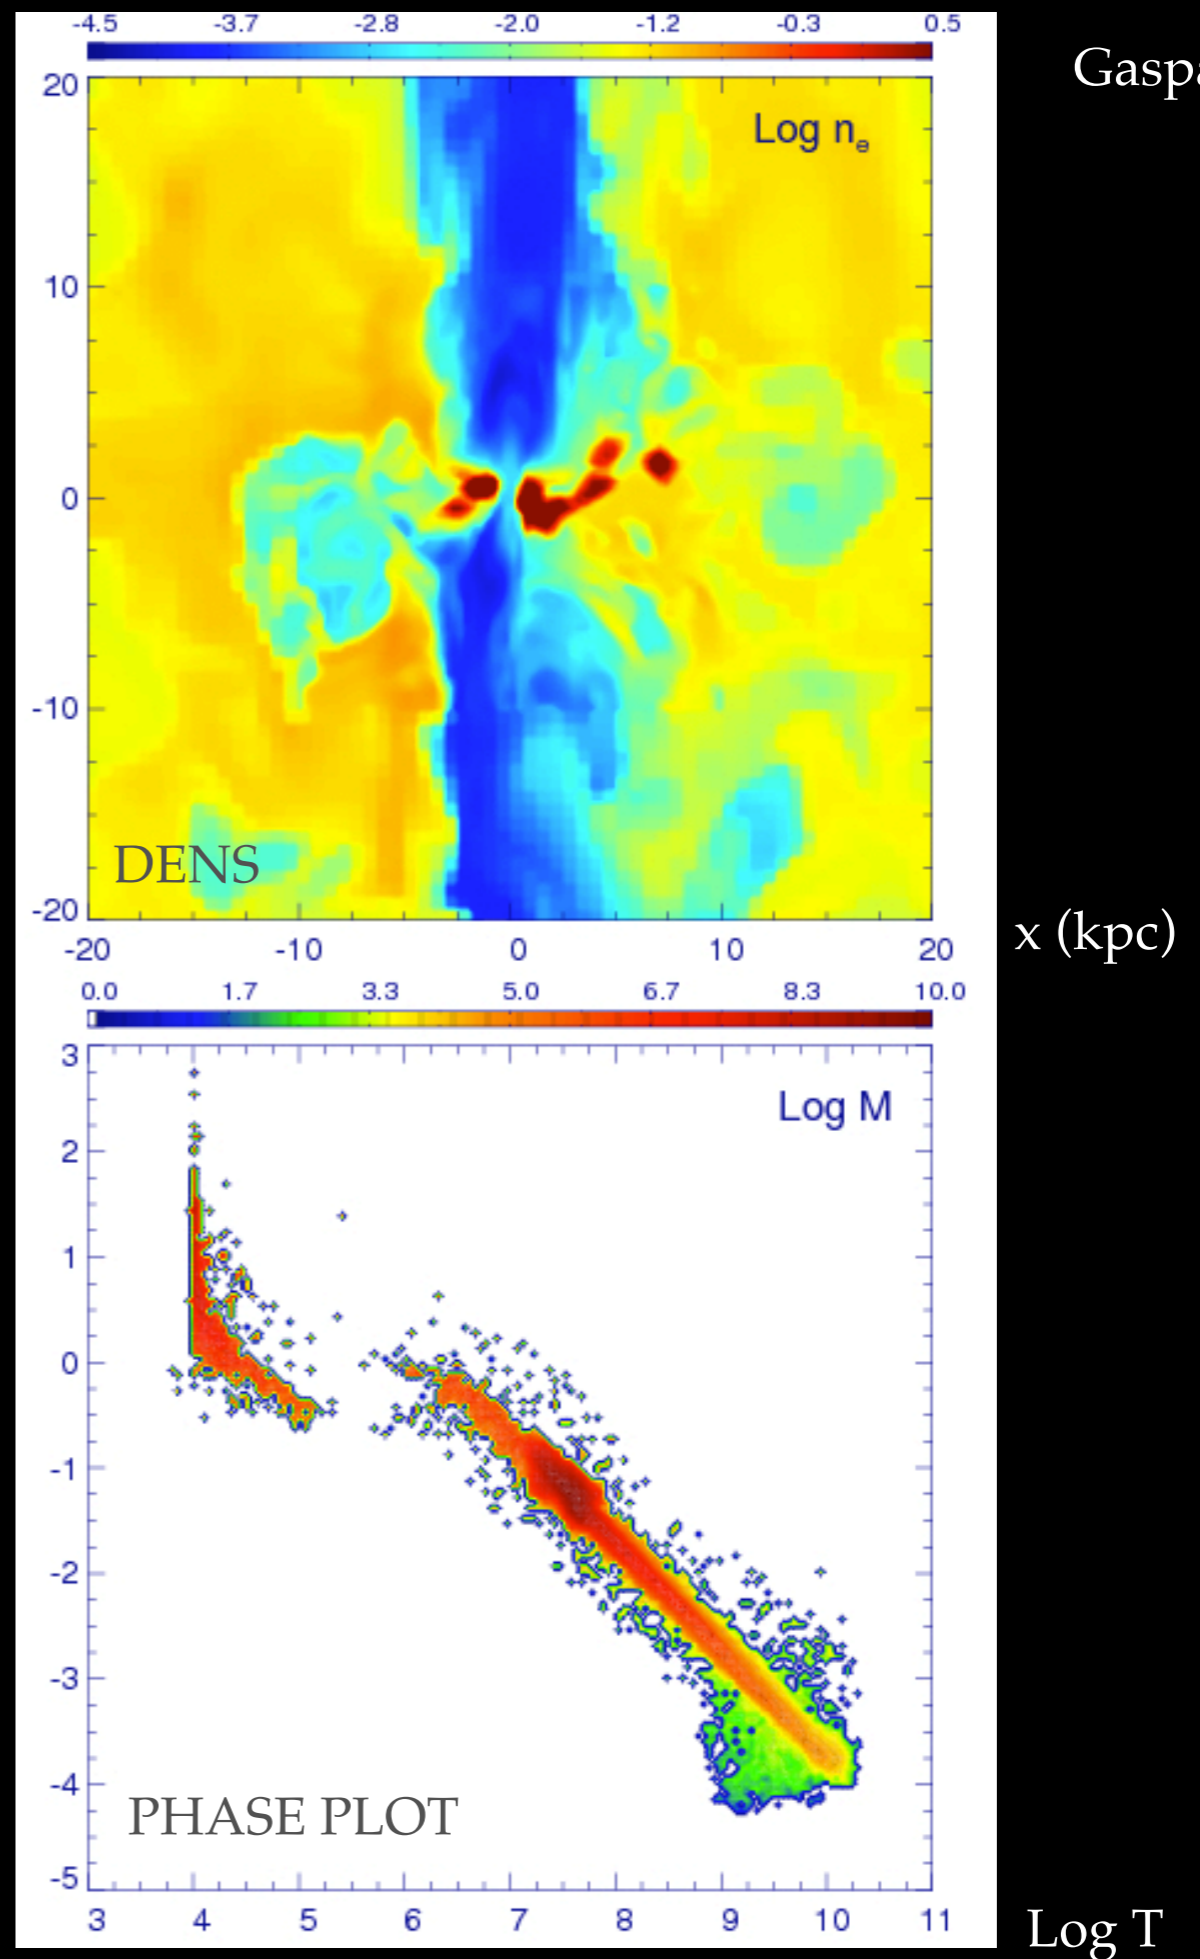 -4.5 -3.7 -2.8 -2.0 -1.2 -0.3 0.5
Gaspa
20
Log nₑ
10
0
-10
DENS
-20
-20 -10 0 10 20
x (kpc)
0.0 1.7 3.3 5.0 6.7 8.3 10.0
3
Log M
2
1
0
-1
-2
-3
-4
PHASE PLOT
-5
3 4 5 6 7 8 9 10 11
Log T